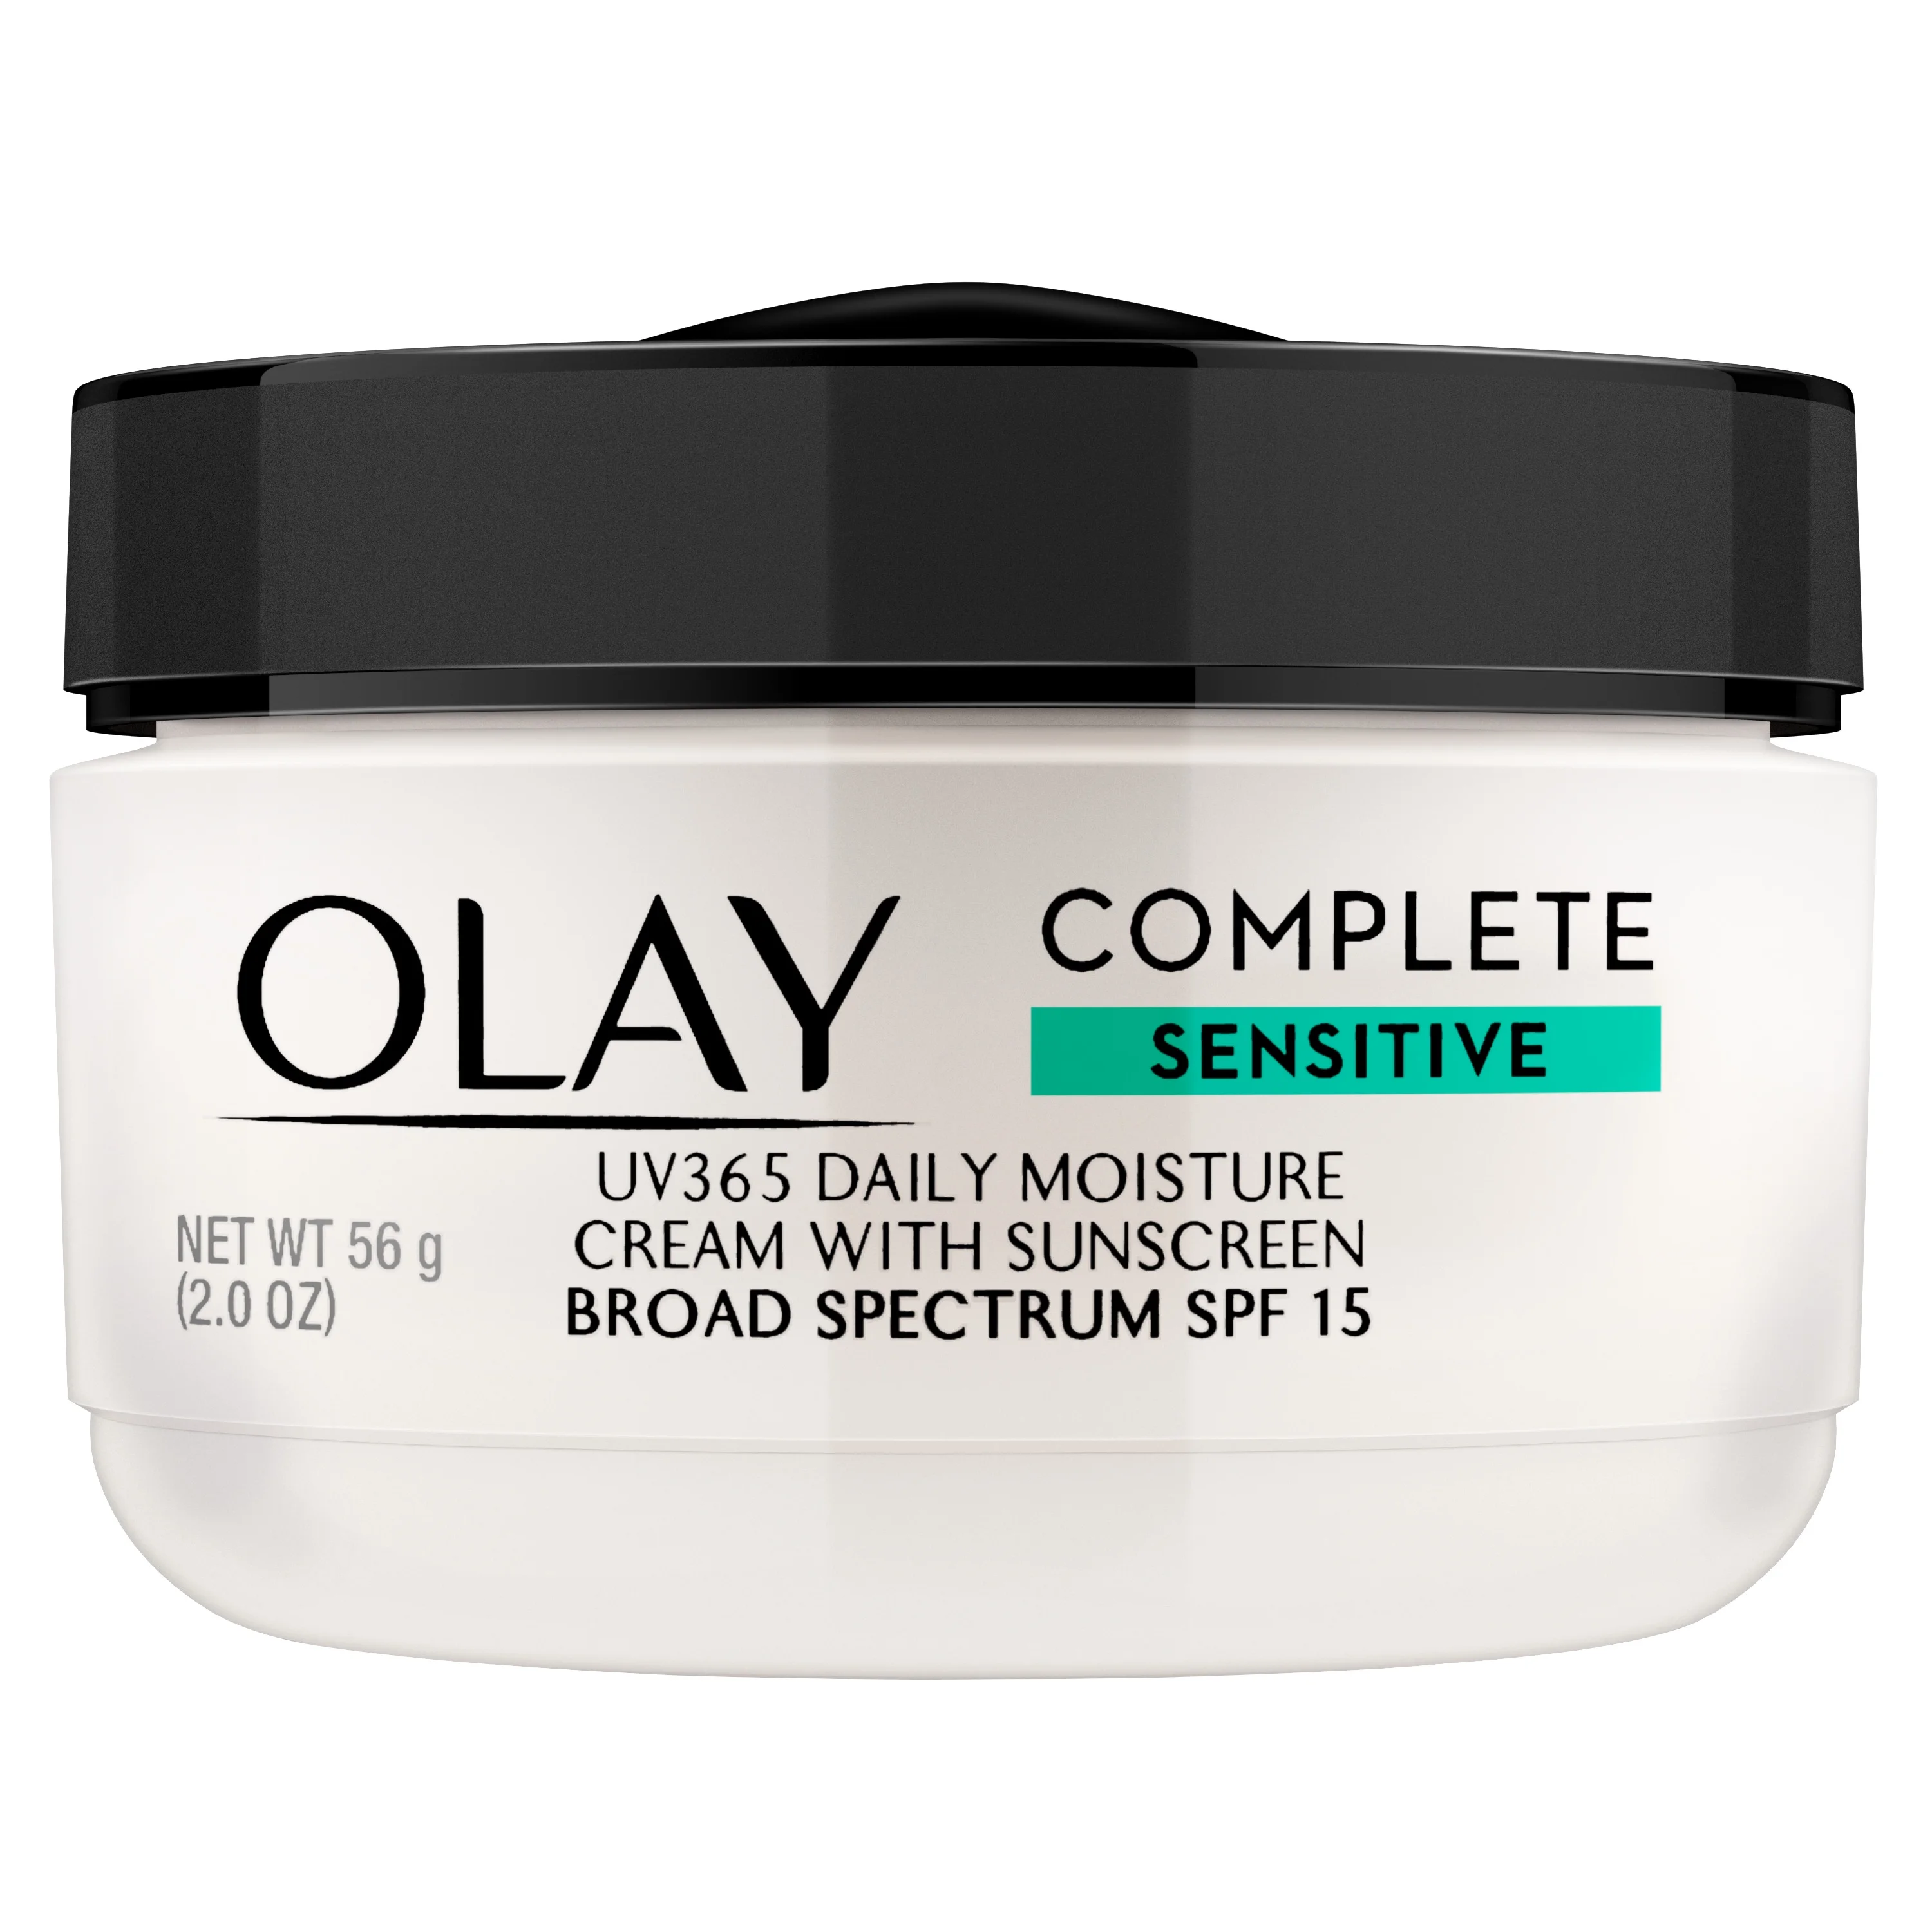 OLAY
COMPLETE
SENSITIVE
UV365 DAILY MOISTURE
CREAM WITH SUNSCREEN
BROAD SPECTRUM SPF 15
NET WT 56 g
(2.0 OZ)